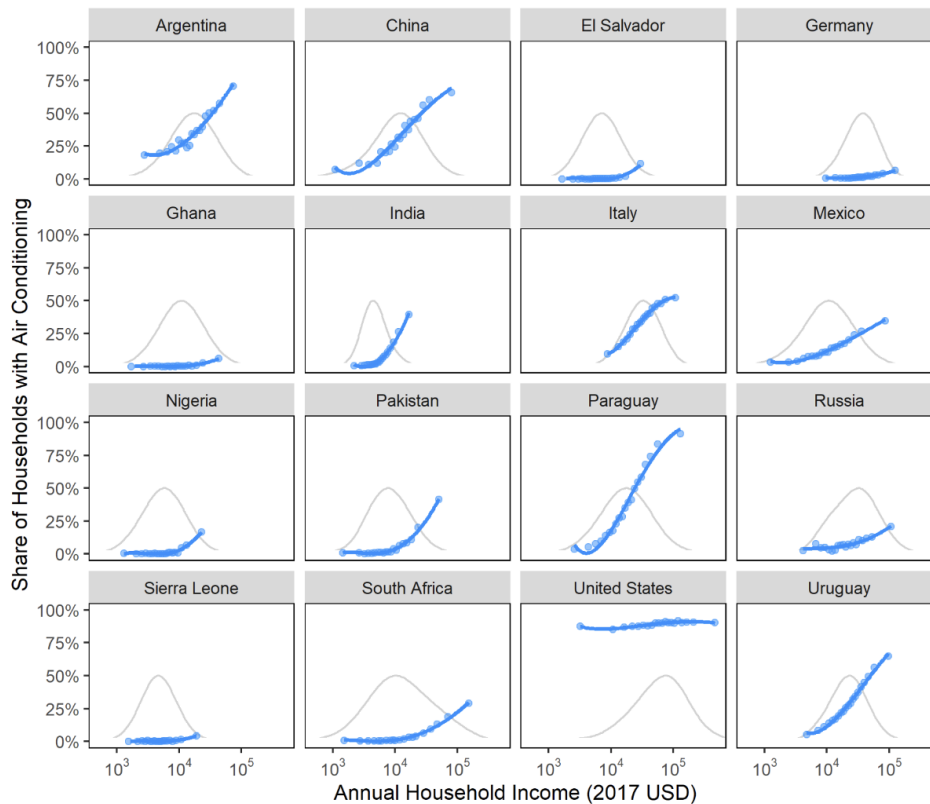 Argentina China El Salvador Germany
100%
75%
50%
25%
0%
Ghana India Italy Mexico
100%
75%
50%
25%
0%
Nigeria Pakistan Paraguay Russia
100%
75%
50%
25%
0%
Sierra Leone South Africa United States Uruguay
100%
75%
50%
25%
0%
10³ 10⁴ 10⁵ 10³ 10⁴ 10⁵ 10³ 10⁴ 10⁵ 10³ 10⁴ 10⁵
Share of Households with Air Conditioning
Annual Household Income (2017 USD)